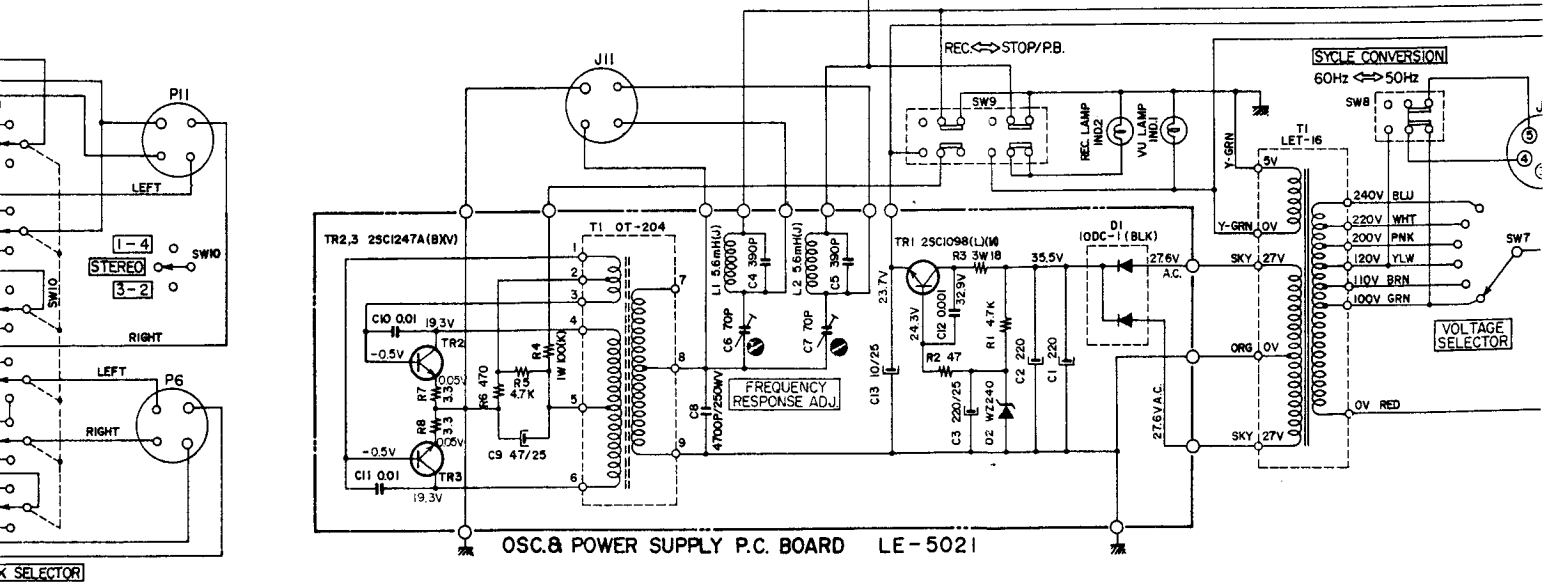 J11
REC.⇔STOP/P.B.
SYCLE CONVERSION
60Hz ⇔ 50Hz
P11
SW9
SW8
REC. LAMP
IND.2
VU LAMP
IND.1
T1
LET-16
5
4
Y-GRN
5V
LEFT
240V BLU
TR2,3 2SC1247A(B)(V)
T1 OT-204
TR1 2SC1098(L)(M)
D1
10DC-1 (BLK)
Y-GRN
0V
220V WHT
1-4
STEREO
3-2
SW10
SW10
1
2
3
4
5
6
7
8
9
L1 5.6mH(J)
C4 390P
L2 5.6mH(J)
C5 390P
R3 3W 18
35.5V
27.6V
A.C.
SKY
27V
200V PNK
120V YLW
110V BRN
100V GRN
SW7
23.7V
32.9V
C12 0.001
24.3V
R1 4.7K
C10 0.01
19.3V
-0.5V
TR2
C6 70P
C7 70P
RIGHT
VOLTAGE
SELECTOR
R4
1W 100(K)
R2 47
C2 220
C1 220
ORG
0V
LEFT
P6
0.05V
R7
3.3
R6 470
R5
4.7K
FREQUENCY
RESPONSE ADJ.
C13 10/25
C8
4700P/250WV
C3 220/25
D2 WZ240
27.6V A.C.
0V RED
RIGHT
R8
3.3
0.05V
-0.5V
C9 47/25
SKY
27V
C11 0.01
TR3
19.3V
OSC.& POWER SUPPLY P.C. BOARD LE-5021
K SELECTOR